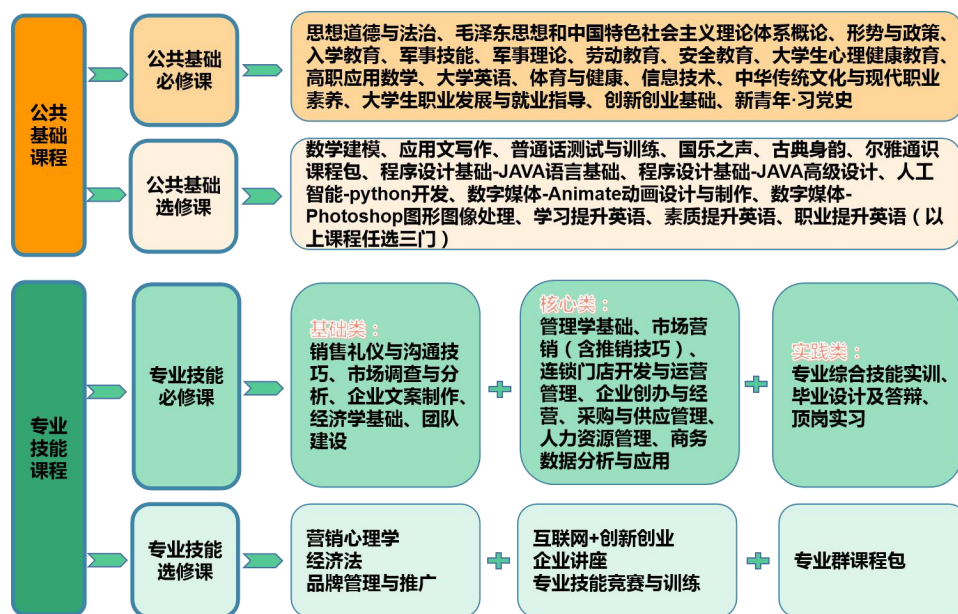 公共
基础
课程
公共基础
必修课
思想道德与法治、毛泽东思想和中国特色社会主义理论体系概论、形势与政策、
入学教育、军事技能、军事理论、劳动教育、安全教育、大学生心理健康教育、
高职应用数学、大学英语、体育与健康、信息技术、中华传统文化与现代职业
素养、大学生职业发展与就业指导、创新创业基础、新青年·习党史
公共基础
选修课
数学建模、应用文写作、普通话测试与训练、国乐之声、古典身韵、尔雅通识
课程包、程序设计基础-JAVA语言基础、程序设计基础-JAVA高级设计、人工
智能-python开发、数字媒体-Animate动画设计与制作、数字媒体-
Photoshop图形图像处理、学习提升英语、素质提升英语、职业提升英语（以
上课程任选三门）
专业
技能
课程
专业技能
必修课
基础类：
销售礼仪与沟通技
巧、市场调查与分
析、企业文案制作、
经济学基础、团队
建设
核心类：
管理学基础、市场营
销（含推销技巧）、
连锁门店开发与运营
管理、企业创办与经
营、采购与供应管理、
人力资源管理、商务
数据分析与应用
实践类：
专业综合技能实训、
毕业设计及答辩、
顶岗实习
专业技能
选修课
营销心理学
经济法
品牌管理与推广
互联网+创新创业
企业讲座
专业技能竞赛与训练
专业群课程包